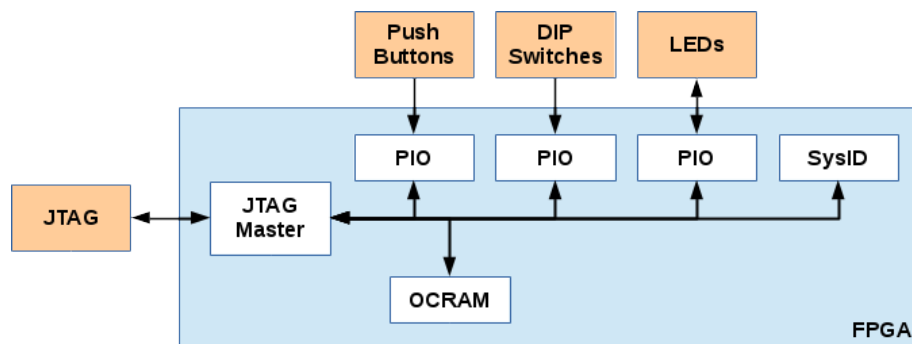 Push
Buttons
DIP
Switches
LEDs
PIO
PIO
PIO
SysID
JTAG
JTAG
Master
OCRAM
FPGA